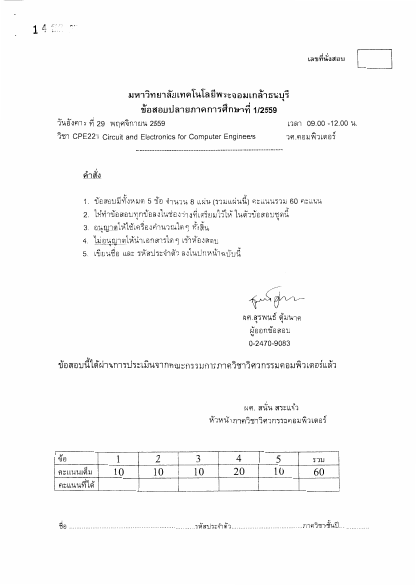 1 4
เลขที่นั่งสอบ
มหาวิทยาลัยเทคโนโลยีพระจอมเกล้าธนบุรี
ข้อสอบปลายภาคการศึกษาที่ 1/2559
วันอังคาร ที่ 29 พฤศจิกายน 2559 เวลา 09.00 -12.00 น.
วิชา CPE221 Circuit and Electronics for Computer Engineers วศ.คอมพิวเตอร์
คำสั่ง
1. ข้อสอบมีทั้งหมด 5 ข้อ จำนวน 8 แผ่น (รวมแผ่นนี้) คะแนนรวม 60 คะแนน
2. ให้ทำข้อสอบทุกข้อลงในช่องว่างที่เตรียมไว้ให้ ในตัวข้อสอบชุดนี้
3. อนุญาตให้ใช้เครื่องคำนวณใดๆ ทั้งสิ้น
4. ไม่อนุญาตให้นำเอกสารใดๆ เข้าห้องสอบ
5. เขียนชื่อ และ รหัสประจำตัว ลงในปกหน้าฉบับนี้
ผศ.สุรพนธ์ ตุ้มนาค
ผู้ออกข้อสอบ
0-2470-9083
ข้อสอบนี้ได้ผ่านการประเมินจากคณะกรรมการภาควิชาวิศวกรรมคอมพิวเตอร์แล้ว
ผศ. สนั่น สระแก้ว
หัวหน้าภาควิชาวิศวกรรมคอมพิวเตอร์
ข้อ 1 2 3 4 5 รวม
คะแนนเต็ม 10 10 10 20 10 60
คะแนนที่ได้
ชื่อ รหัสประจำตัว ภาควิชาชั้นปี